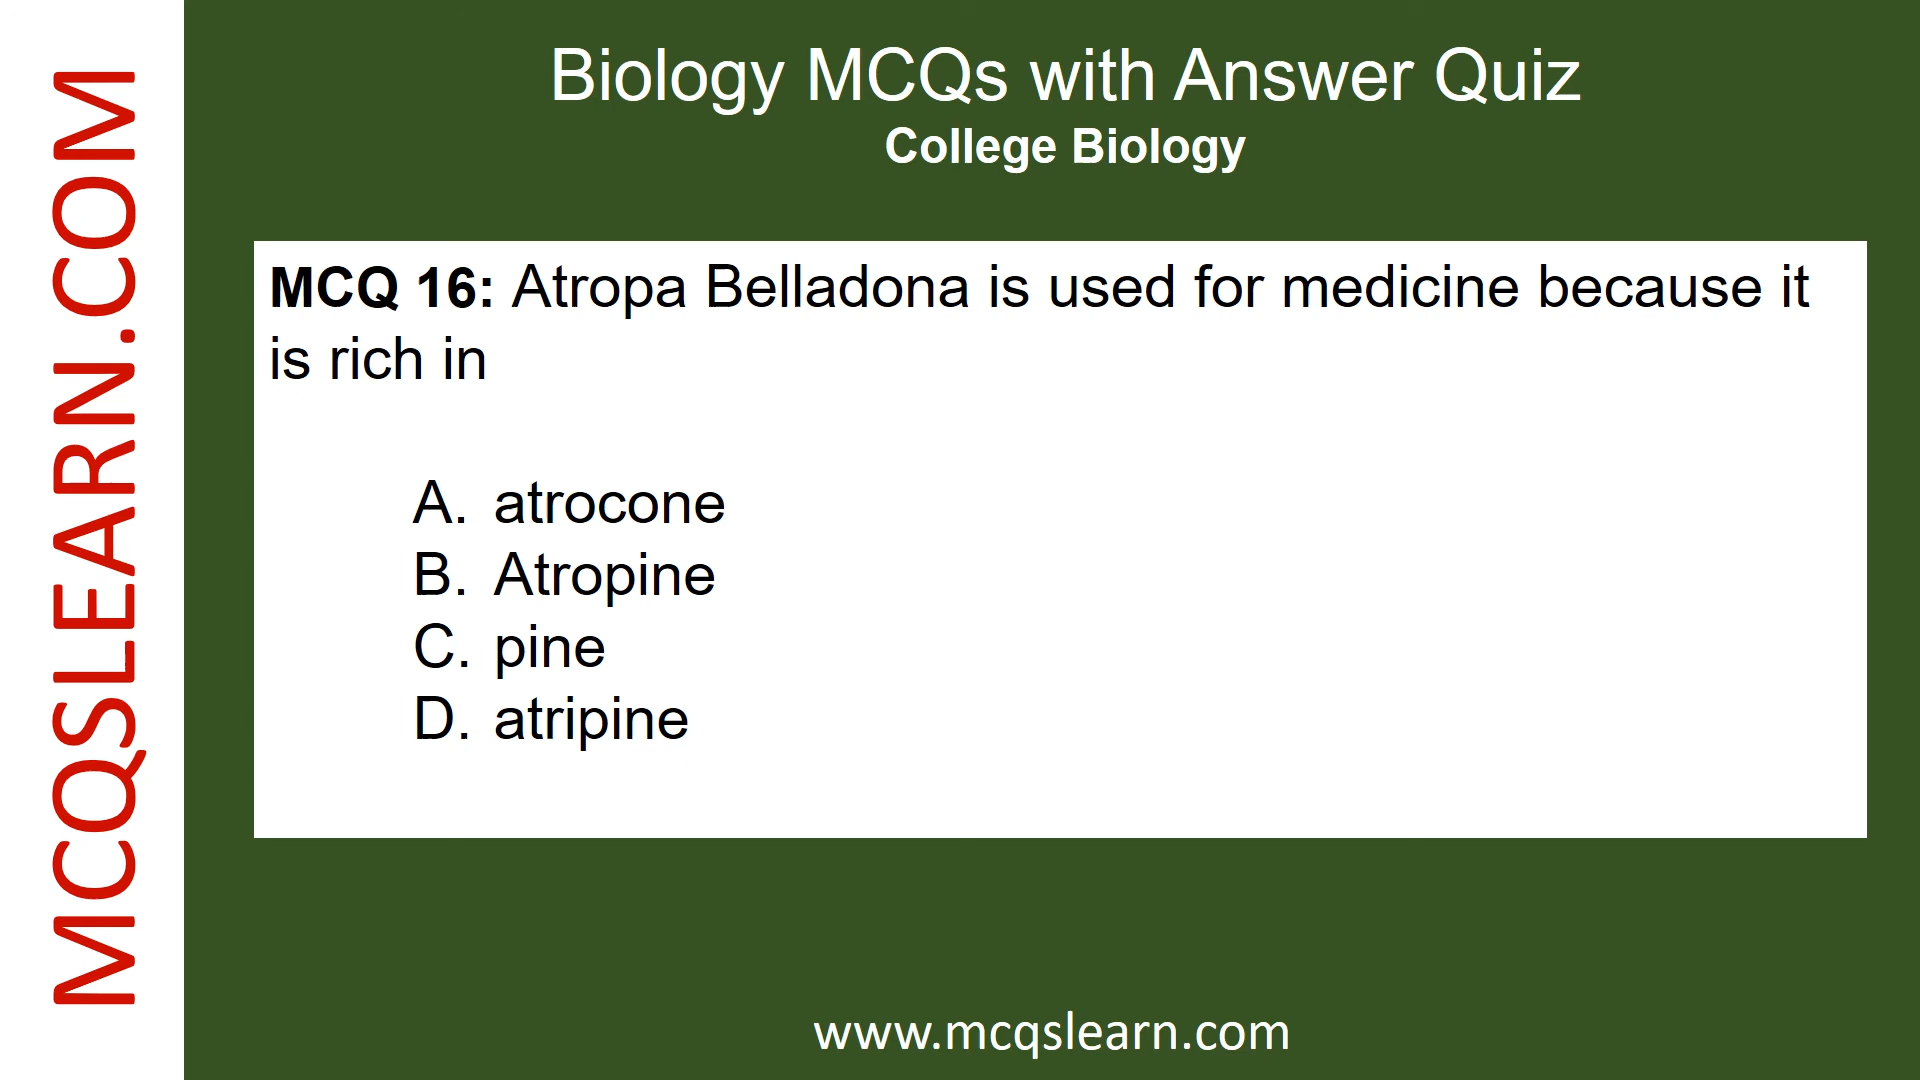 MCQSLEARN.COM
Biology MCQs with Answer Quiz
College Biology
MCQ 16: Atropa Belladona is used for medicine because it
is rich in
A. atrocone
B. Atropine
C. pine
D. atripine
www.mcqslearn.com